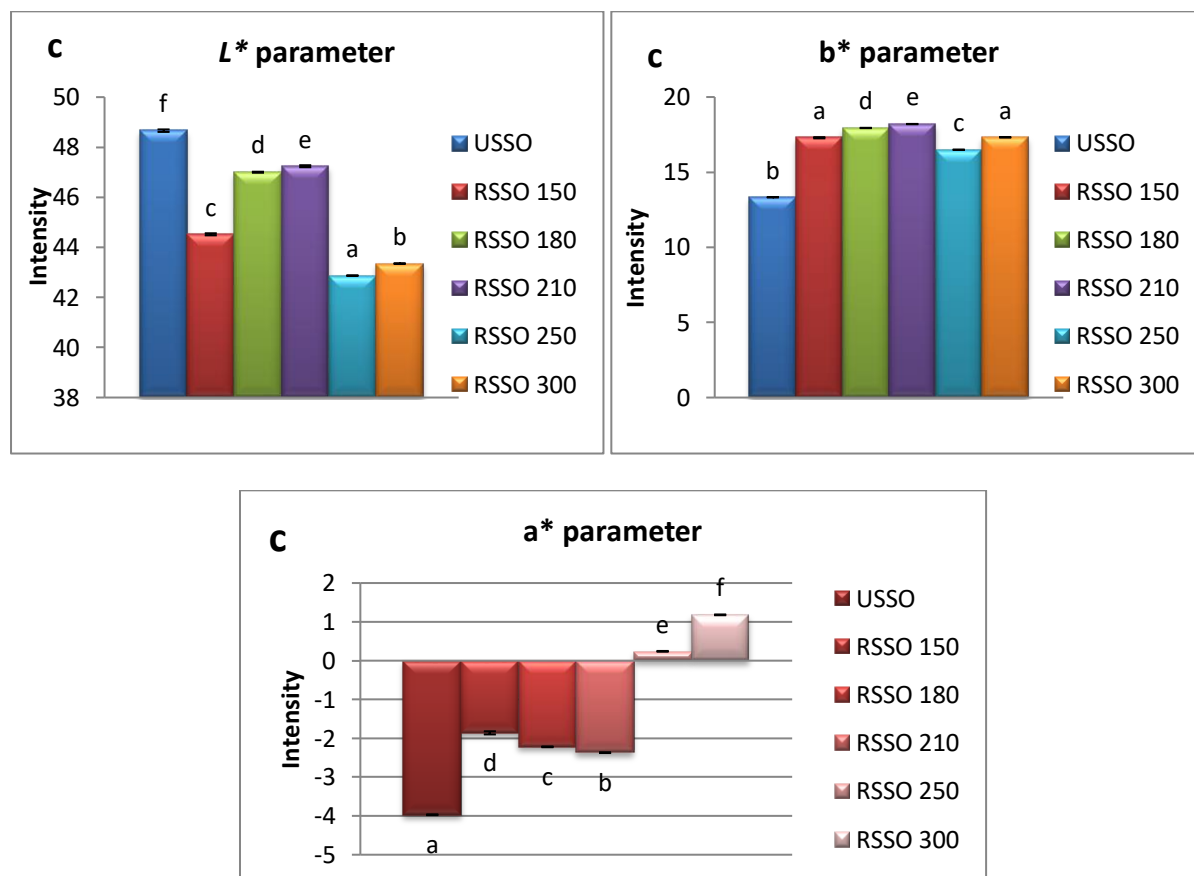 c
L* parameter
50
48
46
44
42
40
38
Intensity
f
c
d
e
a
b
USSO
RSSO 150
RSSO 180
RSSO 210
RSSO 250
RSSO 300
c
b* parameter
20
15
10
5
0
Intensity
b
a
d
e
c
a
USSO
RSSO 150
RSSO 180
RSSO 210
RSSO 250
RSSO 300
c
a* parameter
2
1
0
-1
-2
-3
-4
-5
Intensity
a
d
c
b
e
f
USSO
RSSO 150
RSSO 180
RSSO 210
RSSO 250
RSSO 300